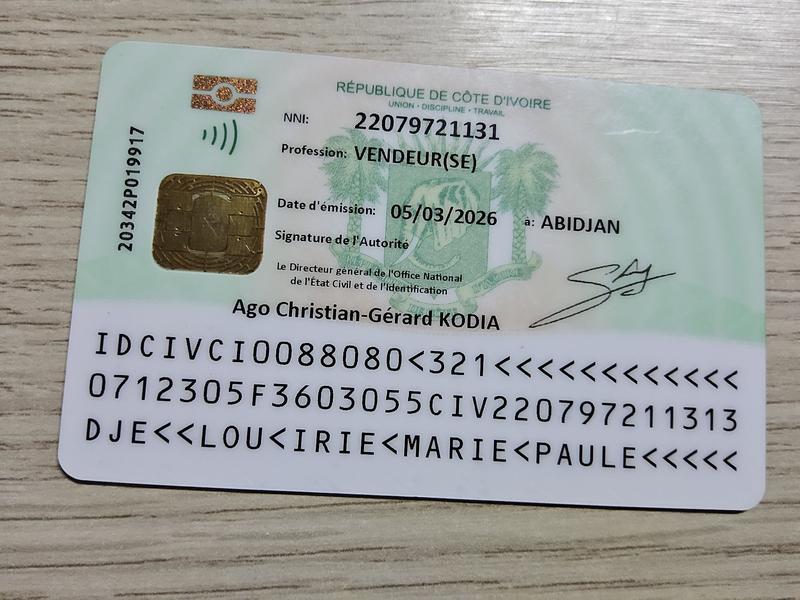 RÉPUBLIQUE DE CÔTE D'IVOIRE
UNION - DISCIPLINE - TRAVAIL
NNI: 22079721131
Profession: VENDEUR(SE)
20342P019917
Date d'émission: 05/03/2026 à: ABIDJAN
Signature de l'Autorité
Le Directeur général de l'Office National
de l'État Civil et de l'Identification
Ago Christian-Gérard KODIA
IDCIVCI0088080<321<<<<<<<<<<<<
0712305F3603055CIV220797211313
DJE<<LOU<IRIE<MARIE<PAULE<<<<<